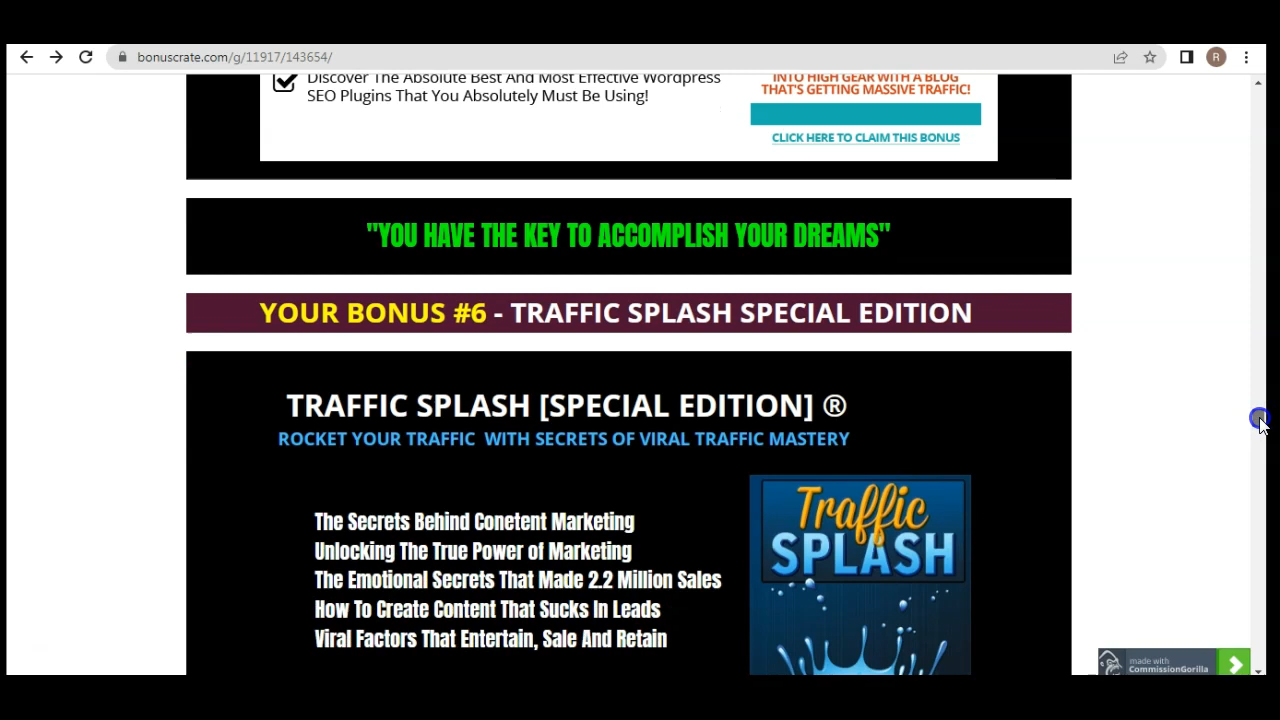 bonuscrate.com/g/11917/143654/
R
Discover The Absolute Best And Most Effective Wordpress
SEO Plugins That You Absolutely Must Be Using!
INTO HIGH GEAR WITH A BLOG
THAT'S GETTING MASSIVE TRAFFIC!
CLICK HERE TO CLAIM THIS BONUS
"YOU HAVE THE KEY TO ACCOMPLISH YOUR DREAMS"
YOUR BONUS #6 - TRAFFIC SPLASH SPECIAL EDITION
TRAFFIC SPLASH [SPECIAL EDITION] ®
ROCKET YOUR TRAFFIC WITH SECRETS OF VIRAL TRAFFIC MASTERY
The Secrets Behind Conetent Marketing
Unlocking The True Power of Marketing
The Emotional Secrets That Made 2.2 Million Sales
How To Create Content That Sucks In Leads
Viral Factors That Entertain, Sale And Retain
Traffic
SPLASH
made with
CommissionGorilla